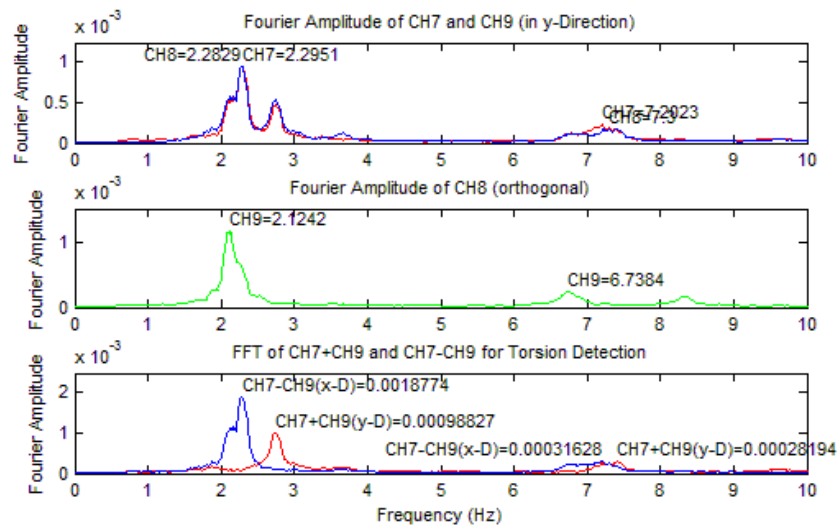 Fourier Amplitude of CH7 and CH9 (in y-Direction)
x 10⁻³
CH8=2.2829 CH7=2.2951
CH7=7.2023
CH8=7.3
1
0.5
0
Fourier Amplitude
0 1 2 3 4 5 6 7 8 9 10
Fourier Amplitude of CH8 (orthogonal)
x 10⁻³
CH9=2.1242
CH9=6.7384
1
0
Fourier Amplitude
0 1 2 3 4 5 6 7 8 9 10
FFT of CH7+CH9 and CH7-CH9 for Torsion Detection
x 10⁻³
CH7-CH9(x-D)=0.0018774
CH7+CH9(y-D)=0.00098827
CH7-CH9(x-D)=0.00031628
CH7+CH9(y-D)=0.00028194
2
1
0
Fourier Amplitude
0 1 2 3 4 5 6 7 8 9 10
Frequency (Hz)